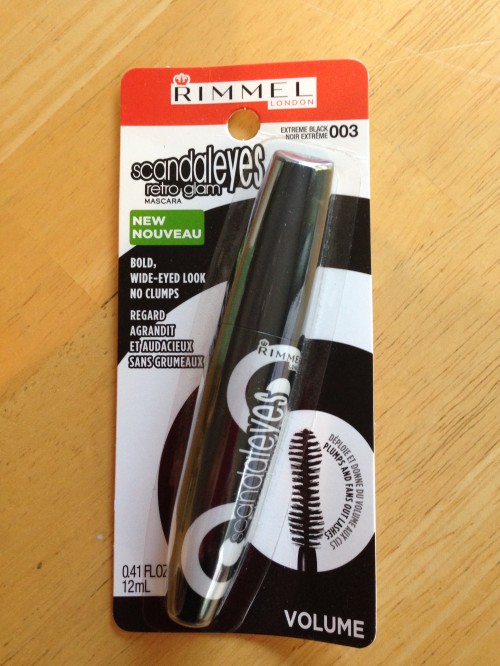 RIMMEL
LONDON
EXTREME BLACK
NOIR EXTRÊME 003
scandaleyes
retro glam
MASCARA
NEW
NOUVEAU
BOLD,
WIDE-EYED LOOK
NO CLUMPS
REGARD
AGRANDIT
ET AUDACIEUX
SANS GRUMEAUX
RIMMEL
scandaleyes
DÉPLOIE ET DONNE DU VOLUME AUX CILS
PLUMPS AND FANS OUT LASHES
0.41 FL OZ
12mL
VOLUME